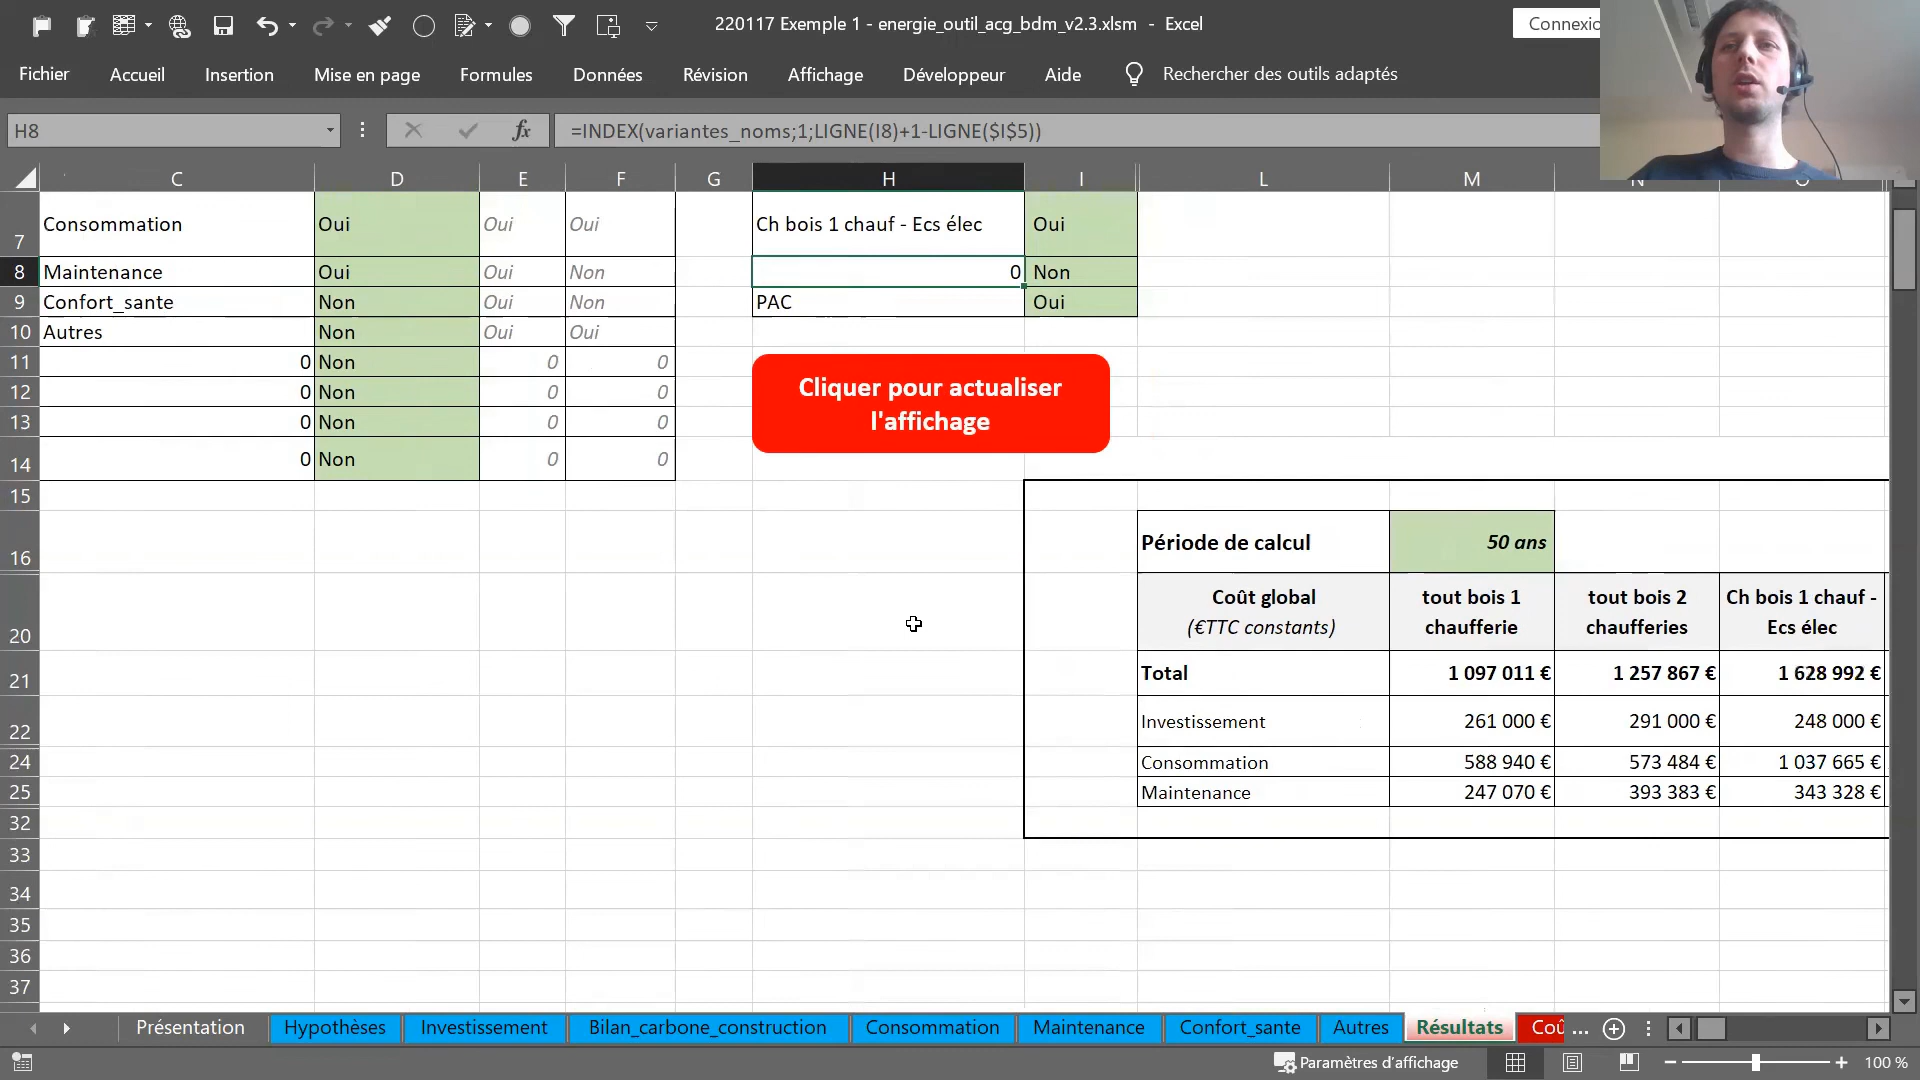 220117 Exemple 1 - energie_outil_acg_bdm_v2.3.xlsm - Excel
Connexio
Fichier Accueil Insertion Mise en page Formules Données Révision Affichage Développeur Aide Rechercher des outils adaptés
H8 fx =INDEX(variantes_noms;1;LIGNE(I8)+1-LIGNE($I$5))
C D E F G H I L M N O
7 Consommation Oui Oui Oui Ch bois 1 chauf - Ecs élec Oui
8 Maintenance Oui Oui Non 0 Non
9 Confort_sante Non Oui Non PAC Oui
10 Autres Non Oui Oui
11 0 Non 0 0
12 0 Non 0 0
13 0 Non 0 0
14 0 Non 0 0
Cliquer pour actualiser
l'affichage
15
16 Période de calcul 50 ans
20 Coût global tout bois 1 tout bois 2 Ch bois 1 chauf -
(€TTC constants) chaufferie chaufferies Ecs élec
21 Total 1 097 011 € 1 257 867 € 1 628 992 €
22 Investissement 261 000 € 291 000 € 248 000 €
24 Consommation 588 940 € 573 484 € 1 037 665 €
25 Maintenance 247 070 € 393 383 € 343 328 €
32
33
34
35
36
37
Présentation Hypothèses Investissement Bilan_carbone_construction Consommation Maintenance Confort_sante Autres Résultats Coû ...
Paramètres d'affichage 100 %